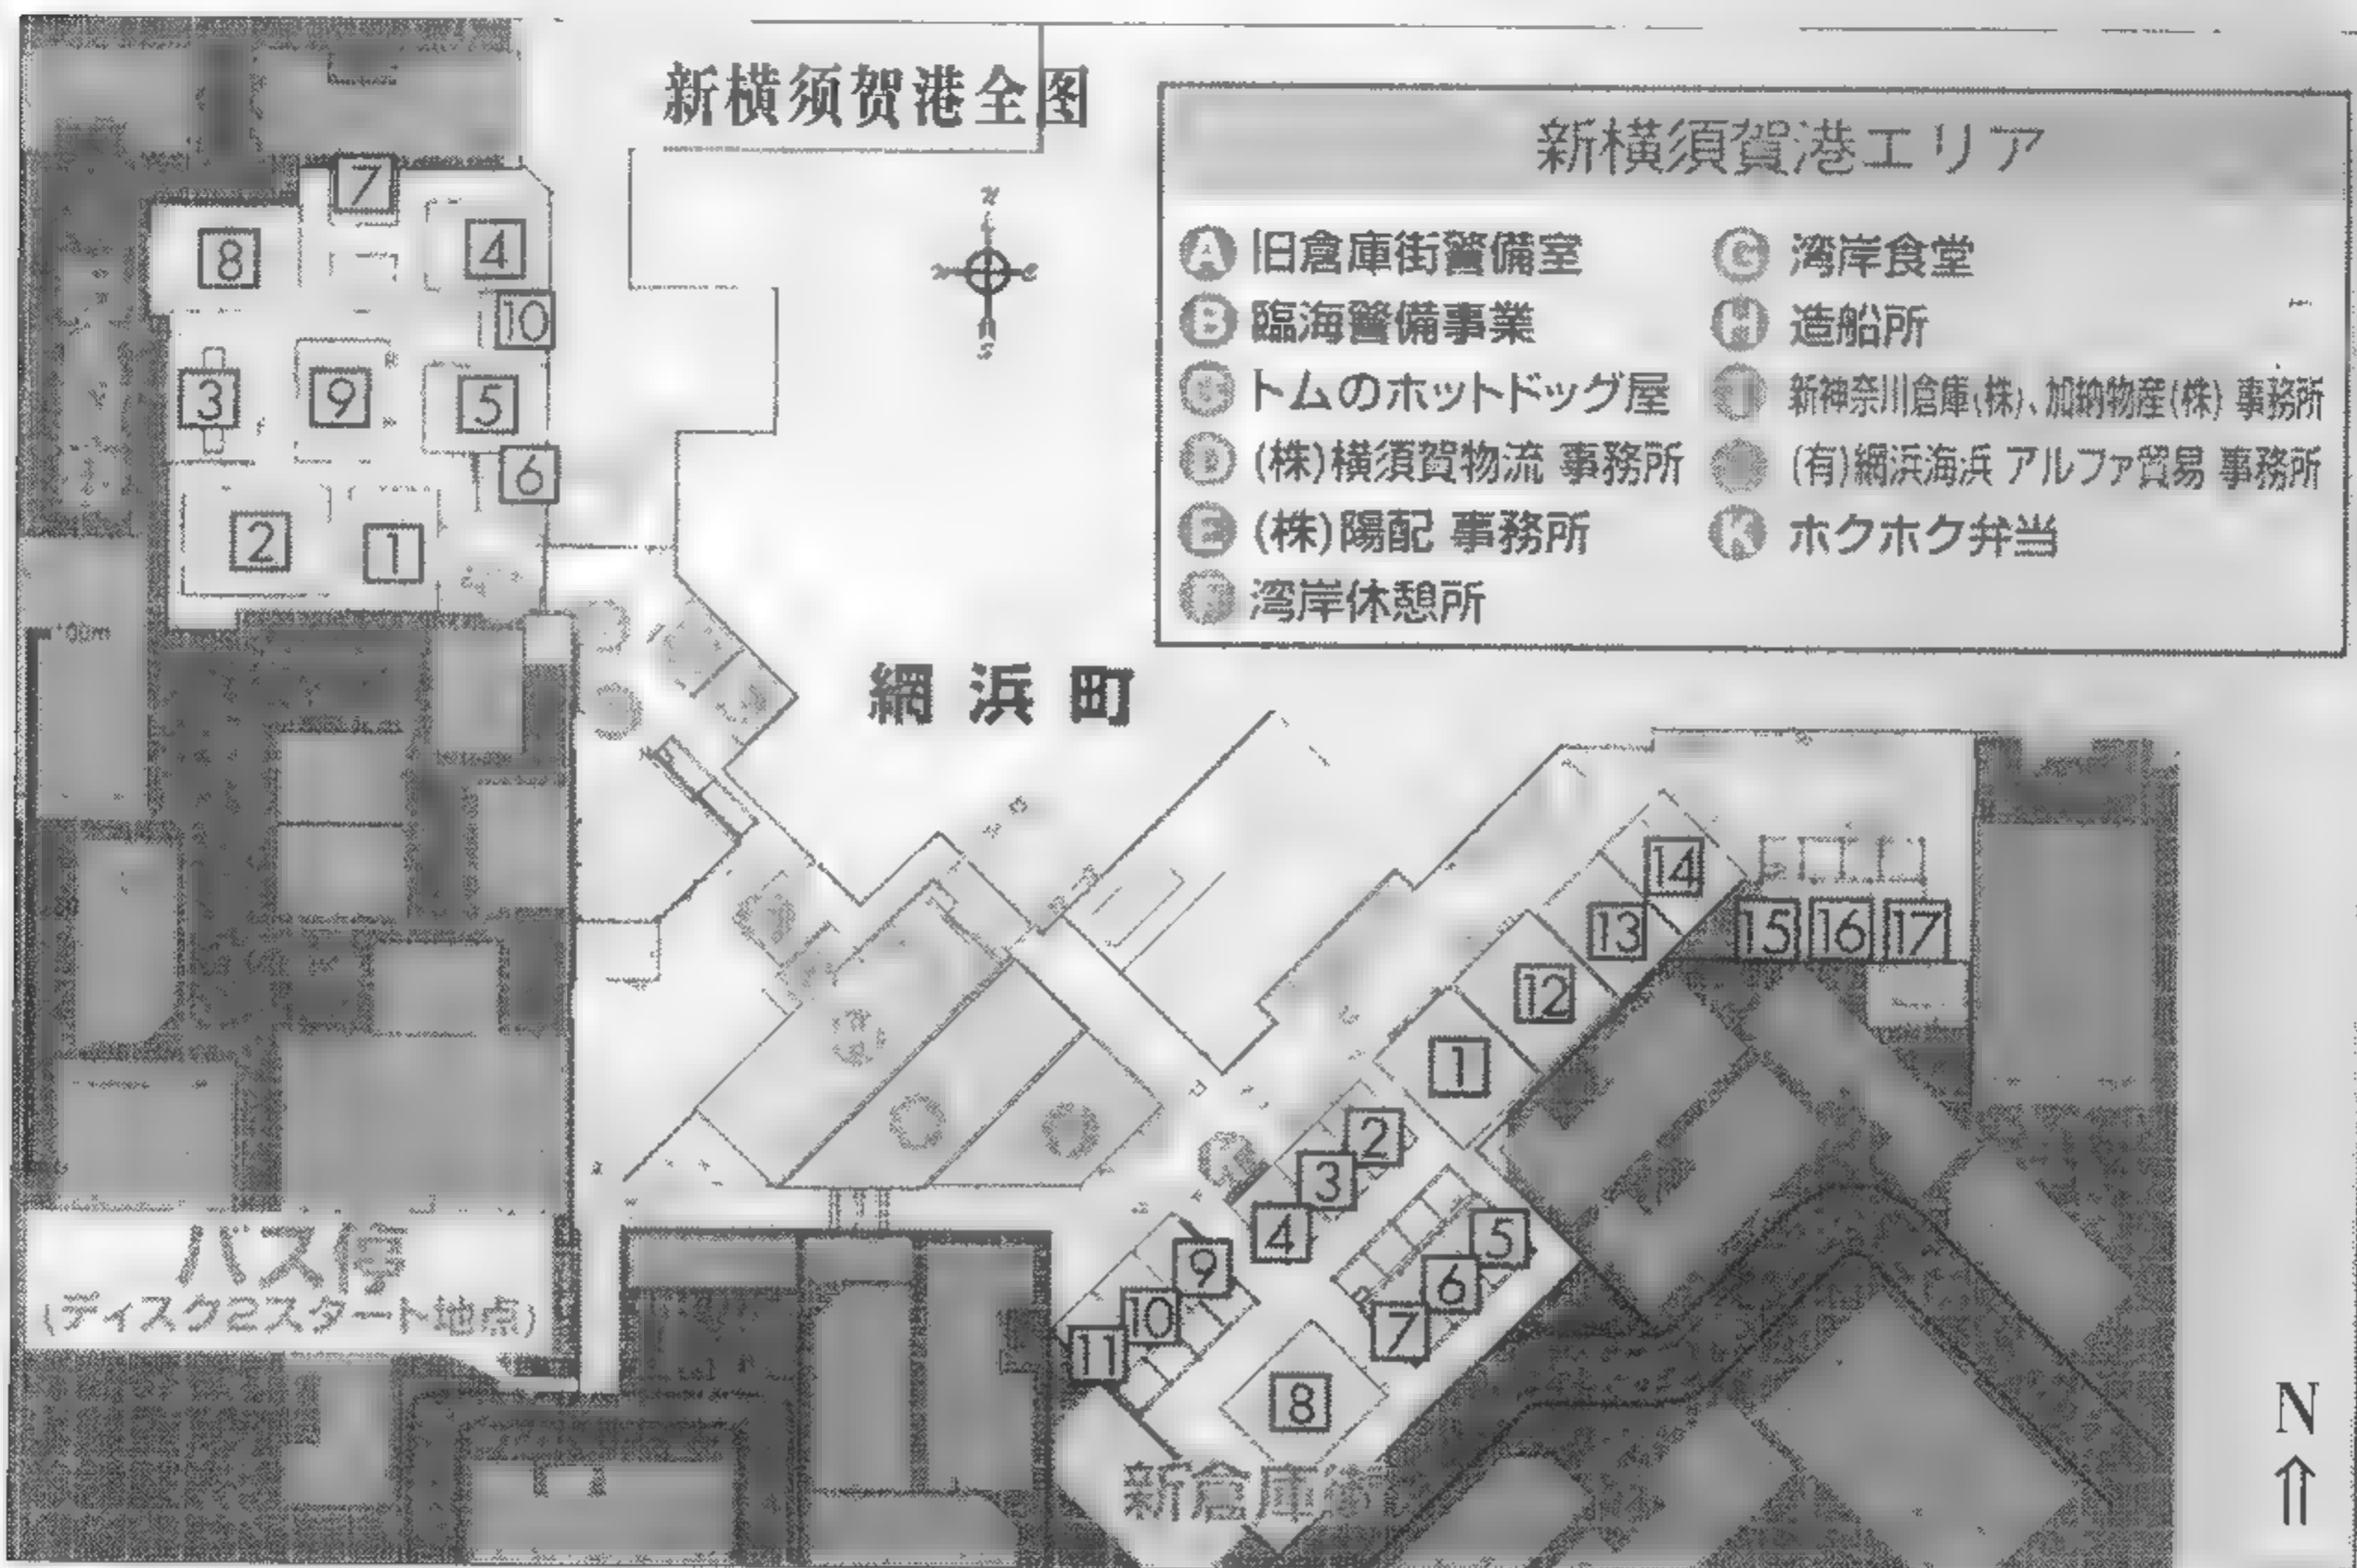 新横须贺港全图
新横須賀港エリア
A 旧倉庫街警備室
B 臨海警備事業
トムのホットドッグ屋
D (株)横須賀物流 事務所
E (株)陽配 事務所
湾岸休憩所
G 湾岸食堂
H 造船所
新神奈川倉庫(株)、加納物産(株) 事務所
(有)網浜海浜 アルファ貿易 事務所
K ホクホク弁当
N
S
7
8
4
10
3
9
5
6
2
1
100m
網浜町
14
13
15
16
17
12
1
2
K
3
4
5
9
6
10
7
11
8
バス停
(ディスク2スタート地点)
新倉庫街
N